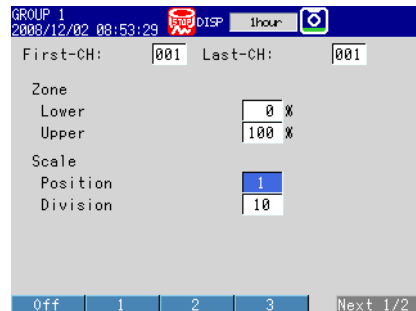 GROUP 1
2008/12/02 08:53:29 STOP DISP 1hour
First-CH: 001 Last-CH: 001
Zone
Lower 0 %
Upper 100 %
Scale
Position 1
Division 10
Off 1 2 3 Next 1/2